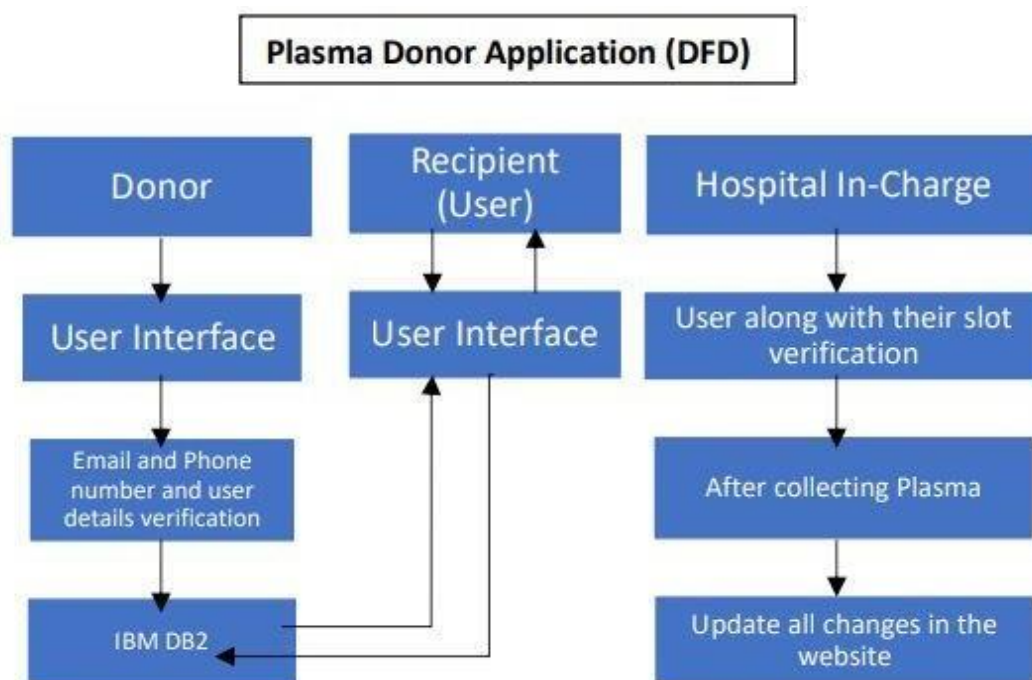 Plasma Donor Application (DFD)
Donor
User Interface
Email and Phone
number and user
details verification
IBM DB2
Recipient
(User)
User Interface
Hospital In-Charge
User along with their slot
verification
After collecting Plasma
Update all changes in the
website